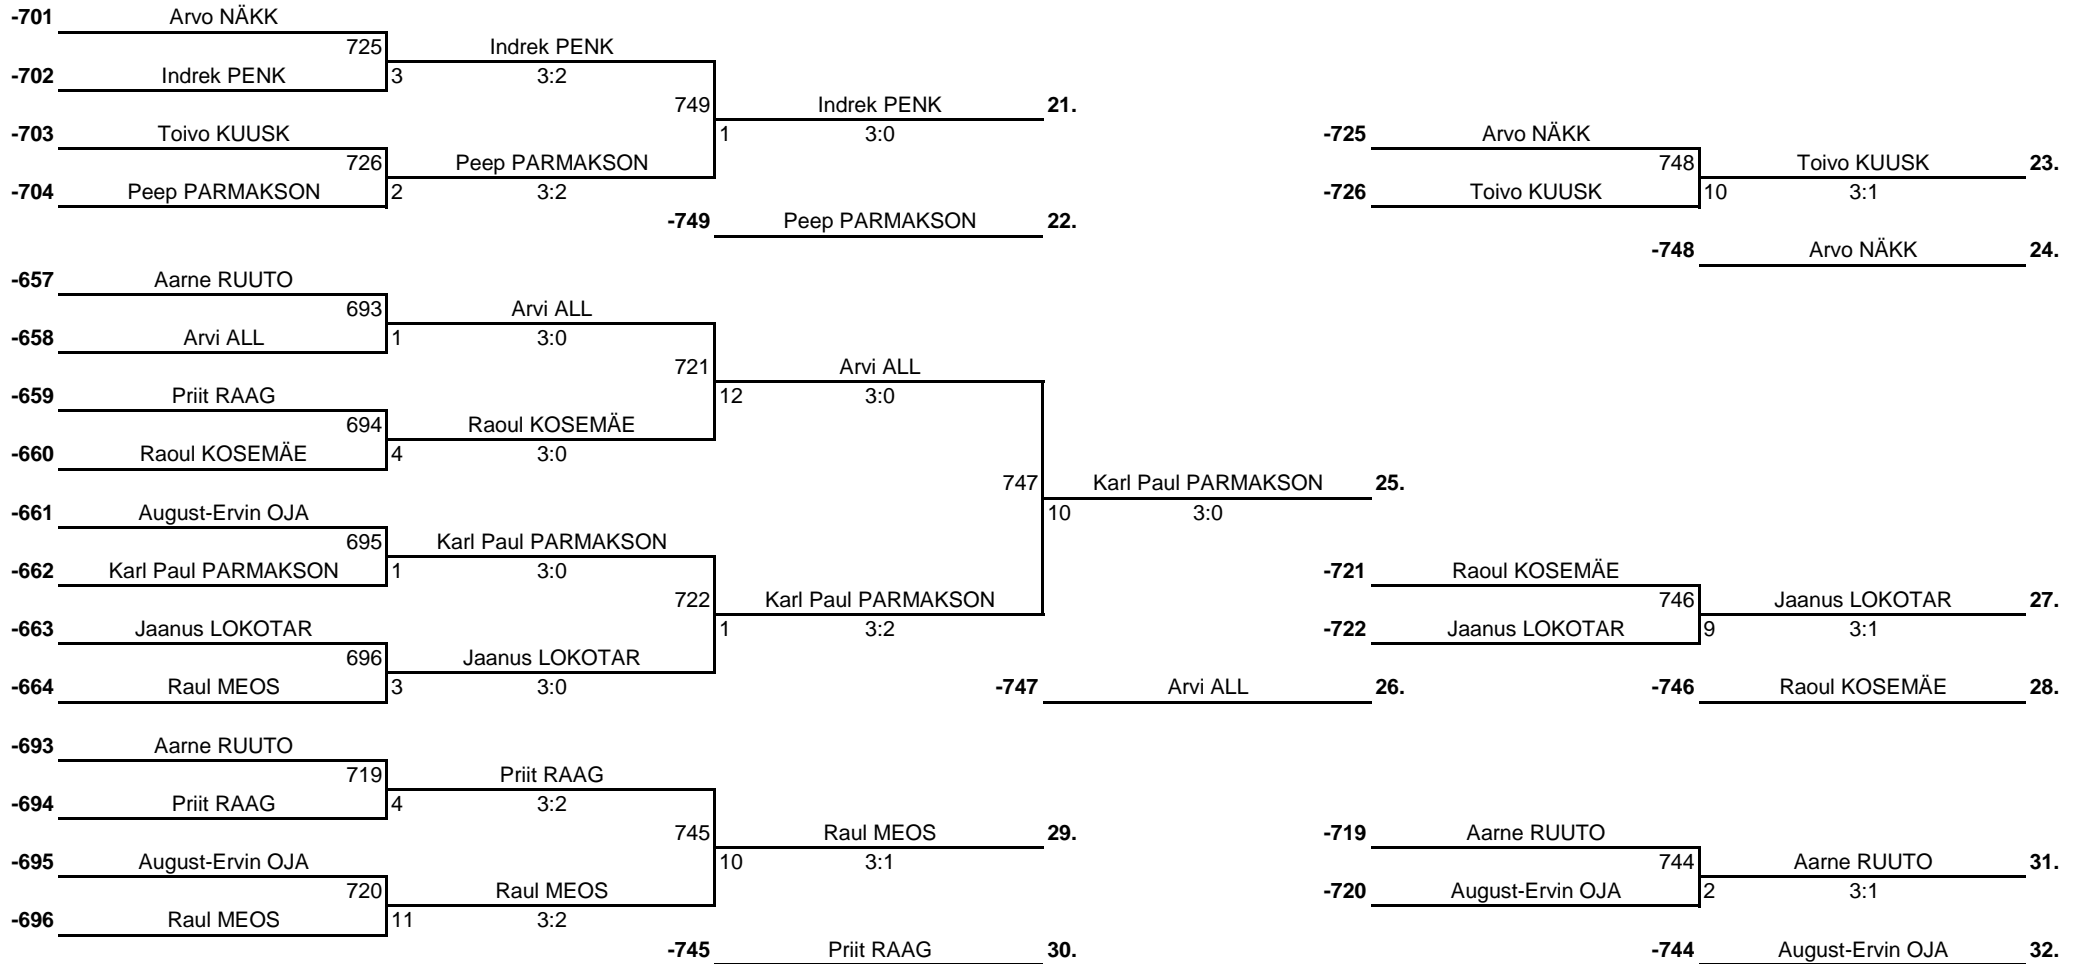 -701 Arvo NÄKK
725 Indrek PENK
-702 Indrek PENK 3 3:2
749 Indrek PENK 21.
-703 Toivo KUUSK 1 3:0 -725 Arvo NÄKK
726 Peep PARMAKSON 748 Toivo KUUSK 23.
-704 Peep PARMAKSON 2 3:2 -726 Toivo KUUSK 10 3:1
-749 Peep PARMAKSON 22.
-748 Arvo NÄKK 24.
-657 Aarne RUUTO
693 Arvi ALL
-658 Arvi ALL 1 3:0
721 Arvi ALL
-659 Priit RAAG 12 3:0
694 Raoul KOSEMÄE
-660 Raoul KOSEMÄE 4 3:0
747 Karl Paul PARMAKSON 25.
-661 August-Ervin OJA 10 3:0
695 Karl Paul PARMAKSON
-662 Karl Paul PARMAKSON 1 3:0 -721 Raoul KOSEMÄE
722 Karl Paul PARMAKSON 746 Jaanus LOKOTAR 27.
-663 Jaanus LOKOTAR 1 3:2 -722 Jaanus LOKOTAR 9 3:1
696 Jaanus LOKOTAR
-664 Raul MEOS 3 3:0 -747 Arvi ALL 26. -746 Raoul KOSEMÄE 28.
-693 Aarne RUUTO
719 Priit RAAG
-694 Priit RAAG 4 3:2
745 Raul MEOS 29. -719 Aarne RUUTO
-695 August-Ervin OJA 10 3:1 744 Aarne RUUTO 31.
720 Raul MEOS -720 August-Ervin OJA 2 3:1
-696 Raul MEOS 11 3:2
-745 Priit RAAG 30. -744 August-Ervin OJA 32.